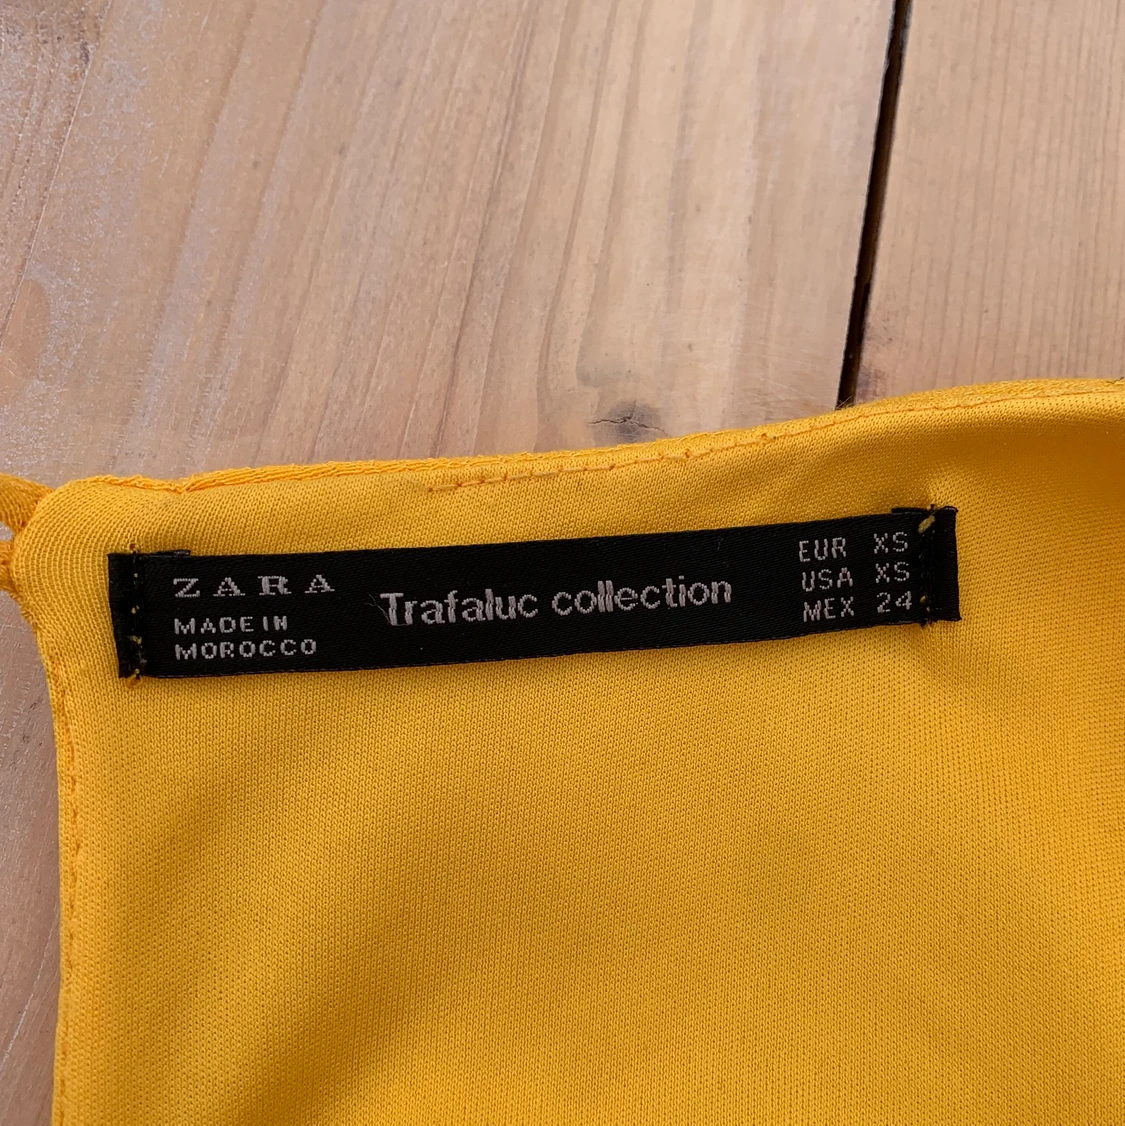 ZARA
MADE IN
MOROCCO
Trafaluc collection
EUR XS
USA XS
MEX 24